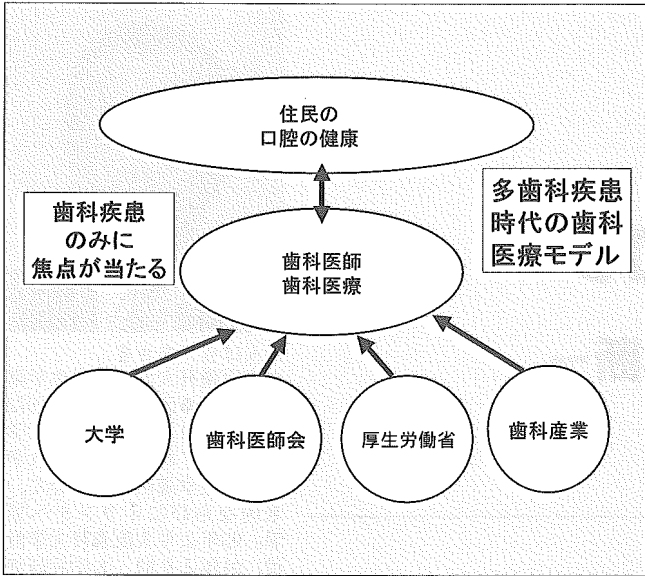 住民の
口腔の健康
歯科疾患
のみに
焦点が当たる
多歯科疾患
時代の歯科
医療モデル
歯科医師
歯科医療
大学
歯科医師会
厚生労働省
歯科産業